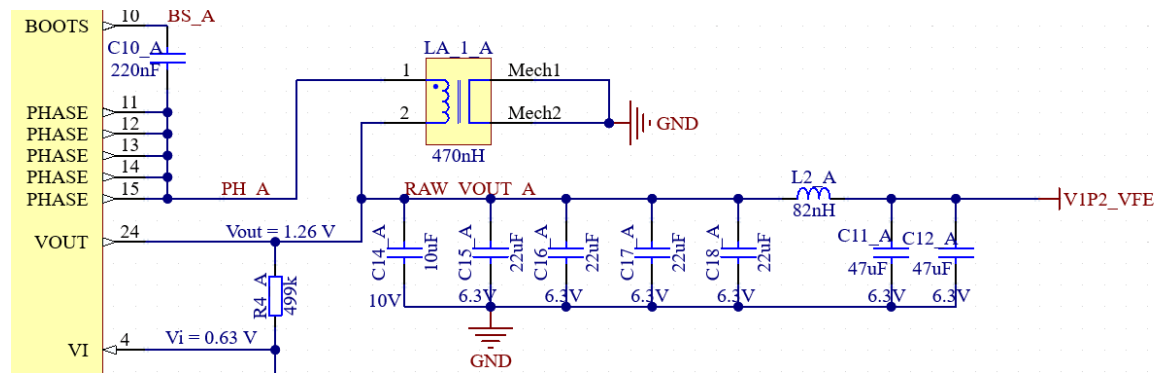 10
BS_A
BOOTS
C10_A
220nF
LA_1_A
1
Mech1
2
Mech2
GND
470nH
11
PHASE
12
PHASE
13
PHASE
14
PHASE
15
PHASE
PH_A
RAW_VOUT_A
L2_A
82nH
V1P2_VFE
24
VOUT
Vout = 1.26 V
C14_A
10uF
10V
C15_A
22uF
6.3V
C16_A
22uF
6.3V
C17_A
22uF
6.3V
C18_A
22uF
6.3V
C11_A
47uF
6.3V
C12_A
47uF
6.3V
R4_A
499k
GND
4
VI
Vi = 0.63 V